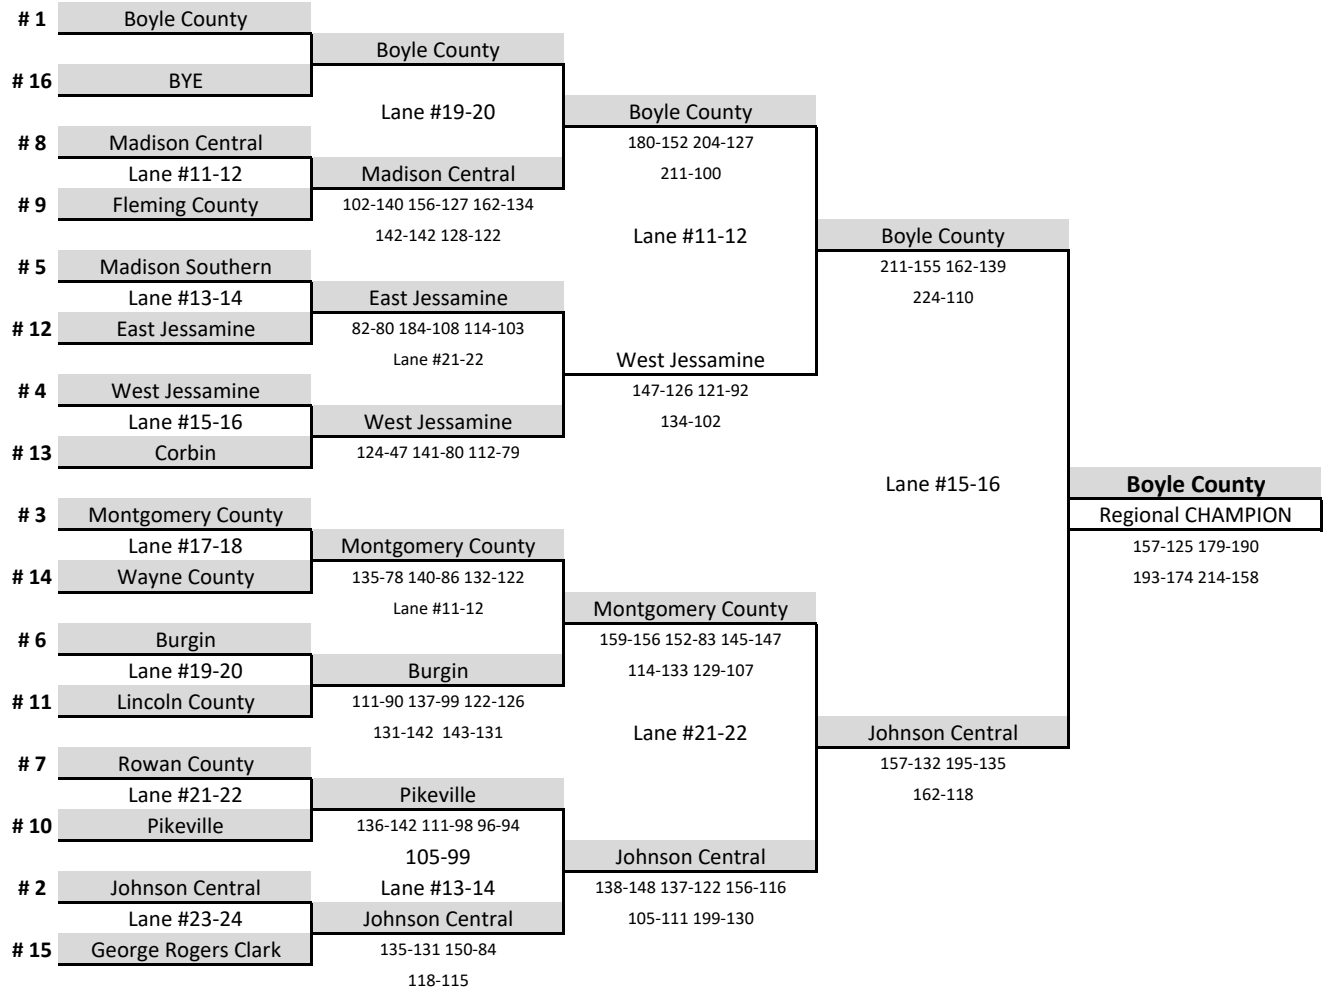 # 1 Boyle County
Boyle County
# 16 BYE
Lane #19-20
Boyle County
# 8 Madison Central
180-152 204-127
Lane #11-12
Madison Central
211-100
# 9 Fleming County
102-140 156-127 162-134
142-142 128-122
Lane #11-12
Boyle County
# 5 Madison Southern
211-155 162-139
Lane #13-14
East Jessamine
224-110
# 12 East Jessamine
82-80 184-108 114-103
Lane #21-22
West Jessamine
# 4 West Jessamine
147-126 121-92
Lane #15-16
West Jessamine
134-102
# 13 Corbin
124-47 141-80 112-79
Lane #15-16
Boyle County
# 3 Montgomery County
Regional CHAMPION
Lane #17-18
Montgomery County
157-125 179-190
# 14 Wayne County
135-78 140-86 132-122
193-174 214-158
Lane #11-12
Montgomery County
# 6 Burgin
159-156 152-83 145-147
Lane #19-20
Burgin
114-133 129-107
# 11 Lincoln County
111-90 137-99 122-126
131-142 143-131
Lane #21-22
Johnson Central
# 7 Rowan County
157-132 195-135
Lane #21-22
Pikeville
162-118
# 10 Pikeville
136-142 111-98 96-94
105-99
Johnson Central
# 2 Johnson Central
Lane #13-14
138-148 137-122 156-116
Lane #23-24
Johnson Central
105-111 199-130
# 15 George Rogers Clark
135-131 150-84
118-115